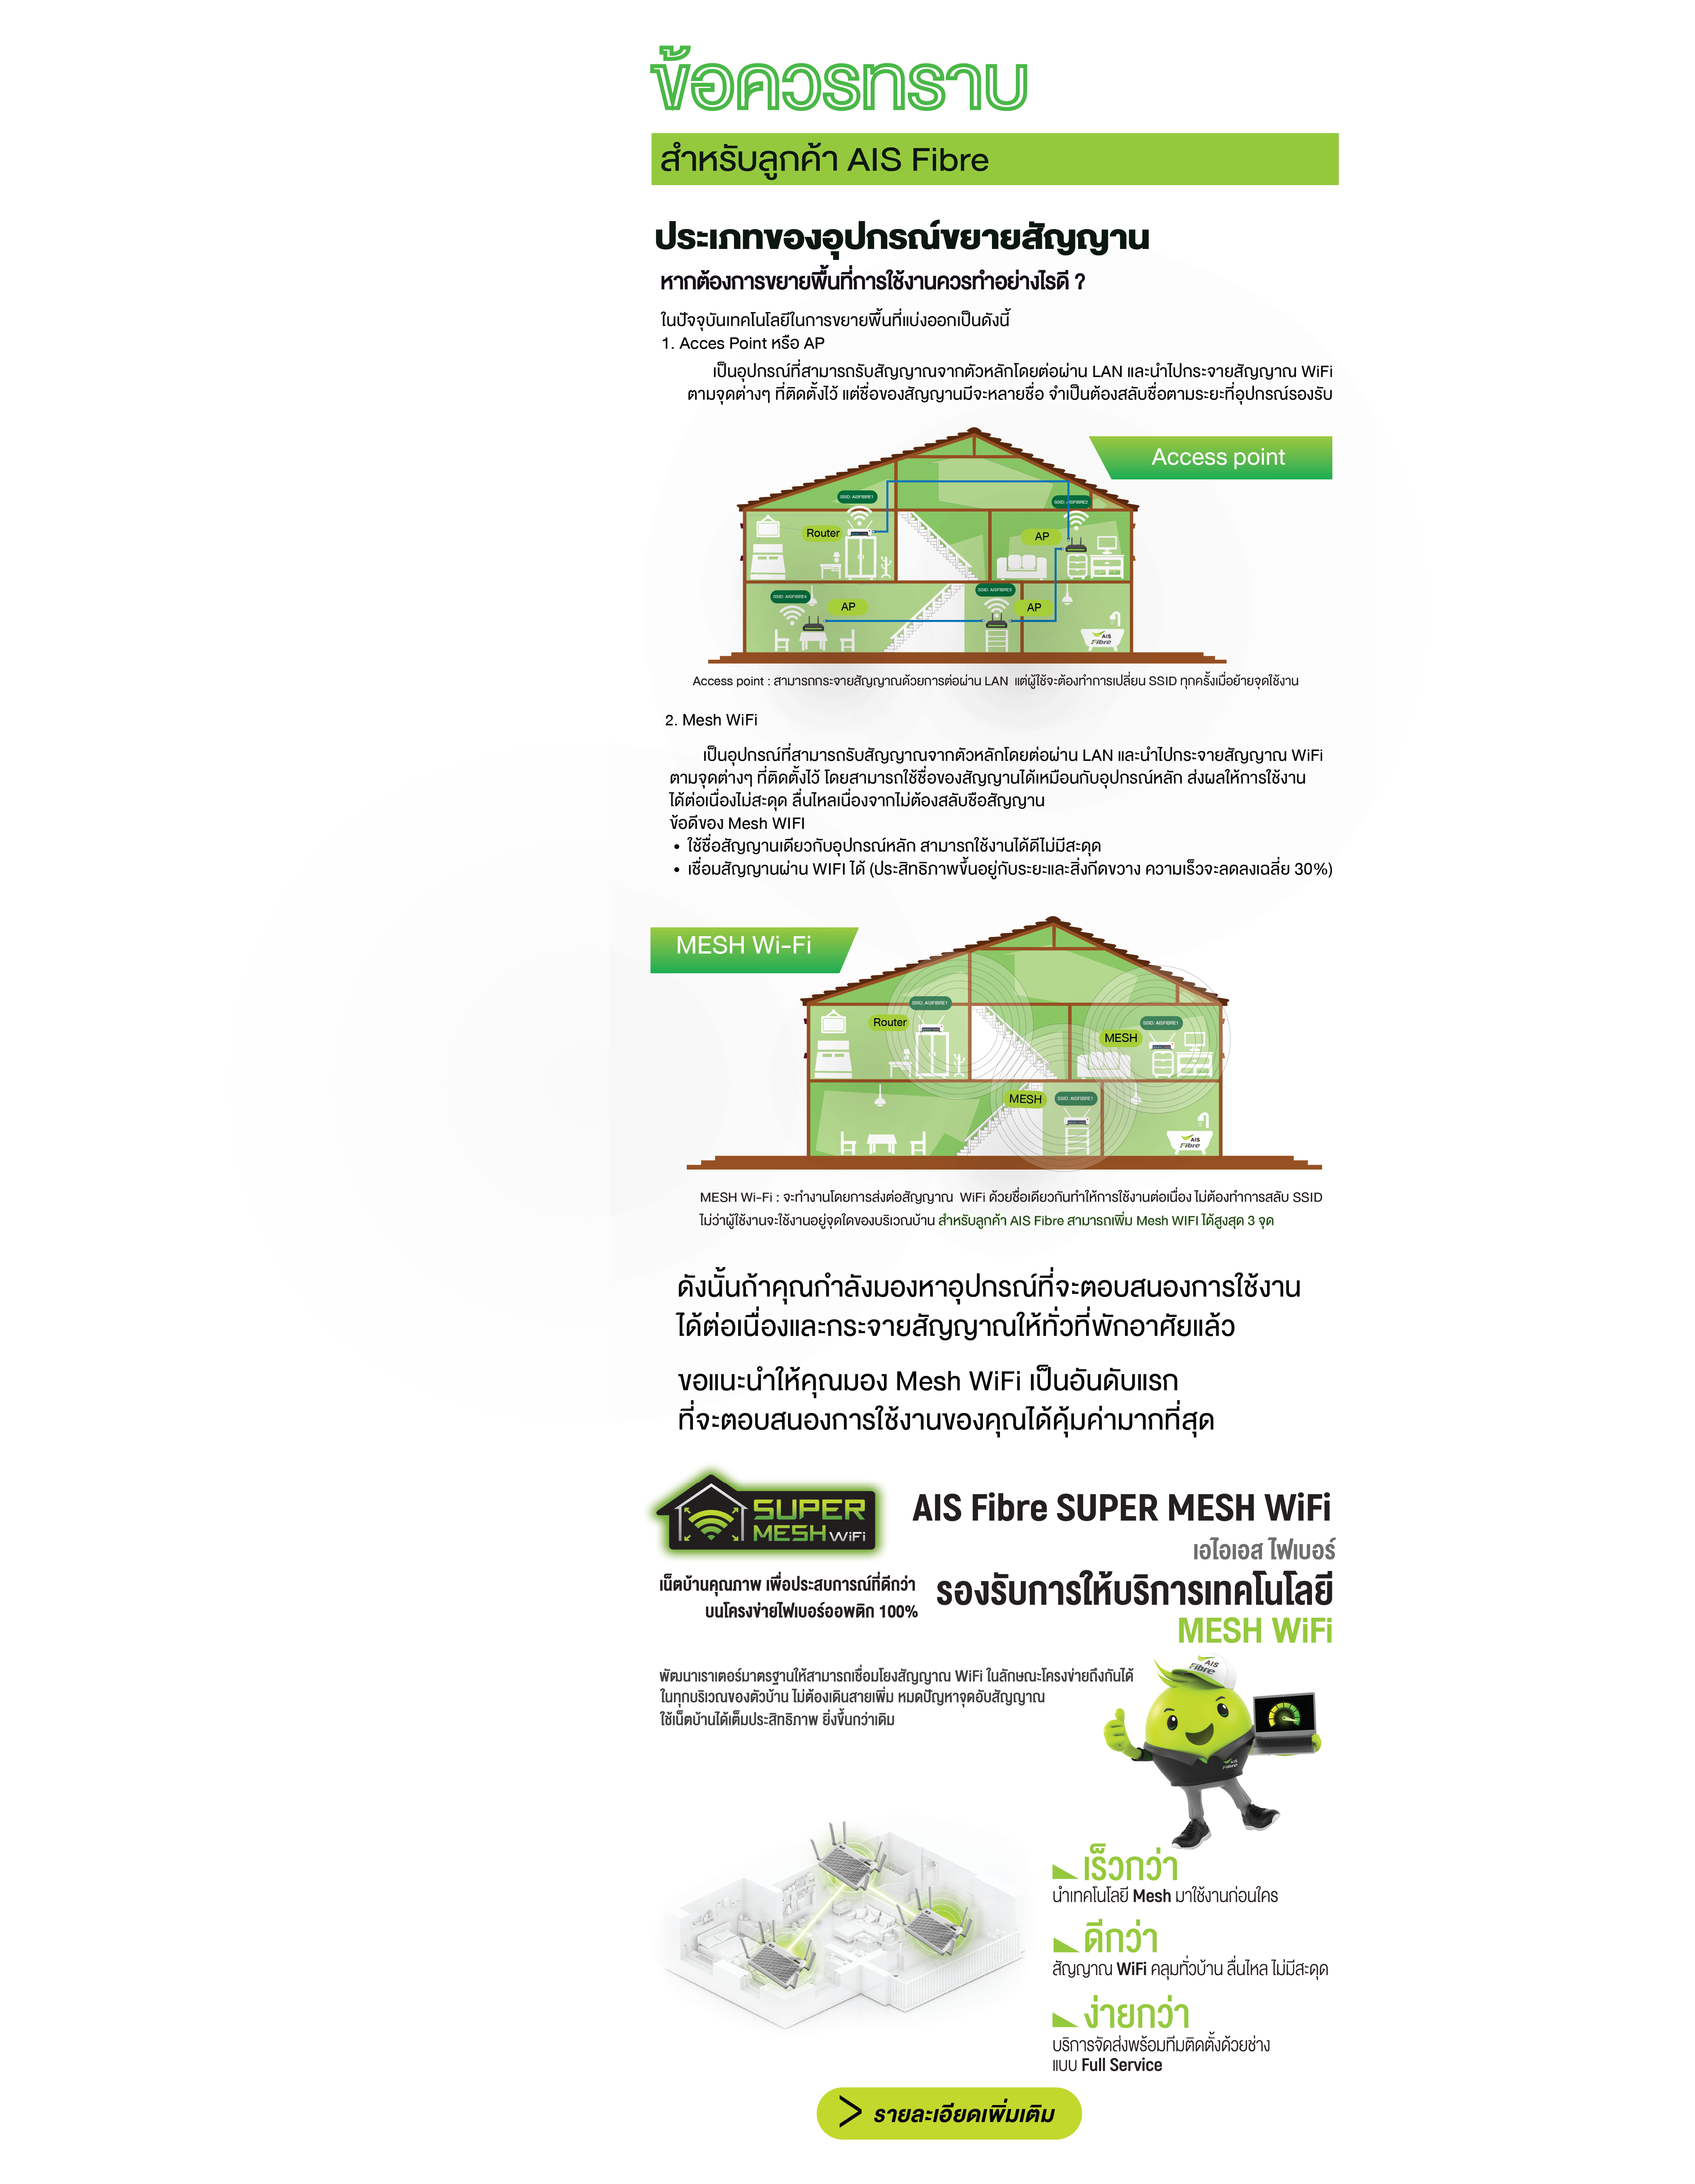 ข้อควรทราบ
สำหรับลูกค้า AIS Fibre
ประเภทของอุปกรณ์ขยายสัญญาน
หากต้องการขยายพื้นที่การใช้งานควรทำอย่างไรดี ?
ในปัจจุบันเทคโนโลยีในการขยายพื้นที่แบ่งออกเป็นดังนี้
1. Acces Point หรือ AP
เป็นอุปกรณ์ที่สามารถรับสัญญาณจากตัวหลักโดยต่อผ่าน LAN และนำไปกระจายสัญญาณ WiFi
ตามจุดต่างๆ ที่ติดตั้งไว้ แต่ชื่อของสัญญานมีจะหลายชื่อ จำเป็นต้องสลับชื่อตามระยะที่อุปกรณ์รองรับ
Access point
SSID: AISFIBRE1
SSID: AISFIBRE2
Router
AP
SSID: AISFIBRE4
SSID: AISFIBRE3
AP
AP
AIS
Fibre
Access point : สามารถกระจายสัญญาณด้วยการต่อผ่าน LAN แต่ผู้ใช้จะต้องทำการเปลี่ยน SSID ทุกครั้งเมื่อย้ายจุดใช้งาน
2. Mesh WiFi
เป็นอุปกรณ์ที่สามารถรับสัญญาณจากตัวหลักโดยต่อผ่าน LAN และนำไปกระจายสัญญาณ WiFi
ตามจุดต่างๆ ที่ติดตั้งไว้ โดยสามารถใช้ชื่อของสัญญานได้เหมือนกับอุปกรณ์หลัก ส่งผลให้การใช้งาน
ได้ต่อเนื่องไม่สะดุด ลื่นไหลเนื่องจากไม่ต้องสลับชือสัญญาน
ข้อดีของ Mesh WIFI
• ใช้ชื่อสัญญานเดียวกับอุปกรณ์หลัก สามารถใช้งานได้ดีไม่มีสะดุด
• เชื่อมสัญญานผ่าน WIFI ได้ (ประสิทธิภาพขึ้นอยู่กับระยะและสิ่งกีดขวาง ความเร็วจะลดลงเฉลี่ย 30%)
MESH Wi-Fi
SSID: AISFIBRE1
Router
SSID: AISFIBRE1
MESH
MESH
SSID: AISFIBRE1
AIS
Fibre
MESH Wi-Fi : จะทำงานโดยการส่งต่อสัญญาณ WiFi ด้วยชื่อเดียวกันทำให้การใช้งานต่อเนื่อง ไม่ต้องทำการสลับ SSID
ไม่ว่าผู้ใช้งานจะใช้งานอยู่จุดใดของบริเวณบ้าน สำหรับลูกค้า AIS Fibre สามารถเพิ่ม Mesh WIFI ได้สูงสุด 3 จุด
ดังนั้นถ้าคุณกำลังมองหาอุปกรณ์ที่จะตอบสนองการใช้งาน
ได้ต่อเนื่องและกระจายสัญญาณให้ทั่วที่พักอาศัยแล้ว
ขอแนะนำให้คุณมอง Mesh WiFi เป็นอันดับแรก
ที่จะตอบสนองการใช้งานของคุณได้คุ้มค่ามากที่สุด
SUPER
MESH WiFi
AIS Fibre SUPER MESH WiFi
เอไอเอส ไฟเบอร์
เน็ตบ้านคุณภาพ เพื่อประสบการณ์ที่ดีกว่า
บนโครงข่ายไฟเบอร์ออพติก 100%
รองรับการให้บริการเทคโนโลยี
MESH WiFi
พัฒนาเราเตอร์มาตรฐานให้สามารถเชื่อมโยงสัญญาณ WiFi ในลักษณะโครงข่ายถึงกันได้
ในทุกบริเวณของตัวบ้าน ไม่ต้องเดินสายเพิ่ม หมดปัญหาจุดอับสัญญาณ
ใช้เน็ตบ้านได้เต็มประสิทธิภาพ ยิ่งขึ้นกว่าเดิม
AIS
Fibre
AIS
Fibre
เร็วกว่า
นำเทคโนโลยี Mesh มาใช้งานก่อนใคร
ดีกว่า
สัญญาณ WiFi คลุมทั่วบ้าน ลื่นไหล ไม่มีสะดุด
ง่ายกว่า
บริการจัดส่งพร้อมทีมติดตั้งด้วยช่าง
แบบ Full Service
> รายละเอียดเพิ่มเติม